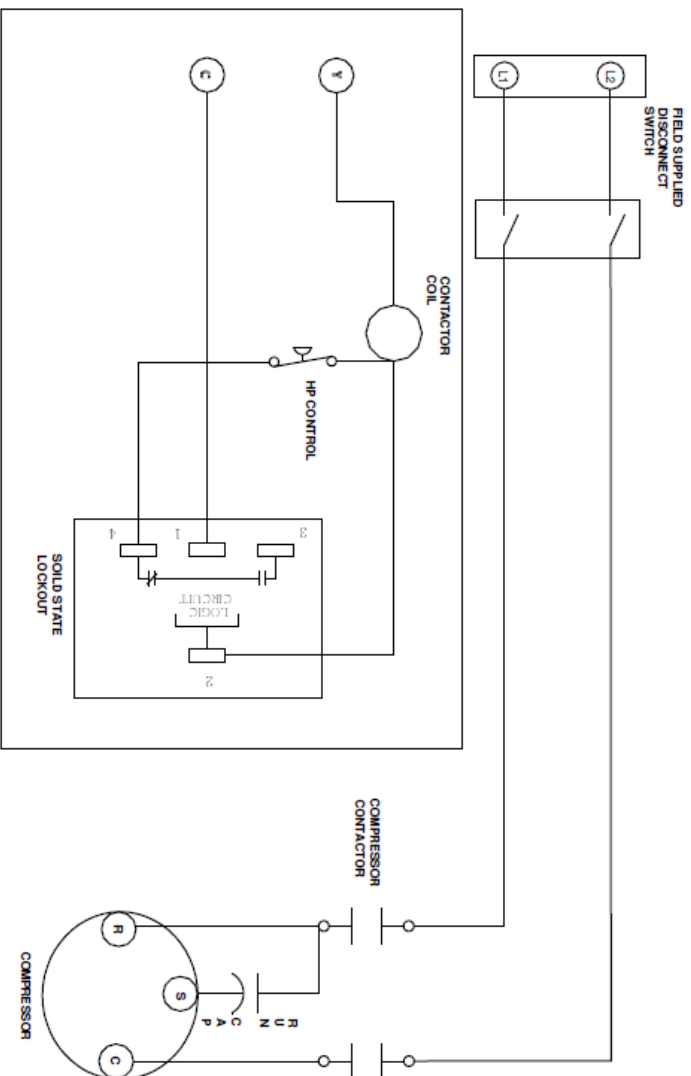 FIELD SUPPLIED
DISCONNECT
SWITCH
L2
L1
Y
C
CONTACTOR
COIL
HP CONTROL
3
1
4
LOGIC
CIRCUIT
2
SOILD STATE
LOCKOUT
COMPRESSOR
CONTACTOR
R
S
C
RUN
CAP
COMPRESSOR